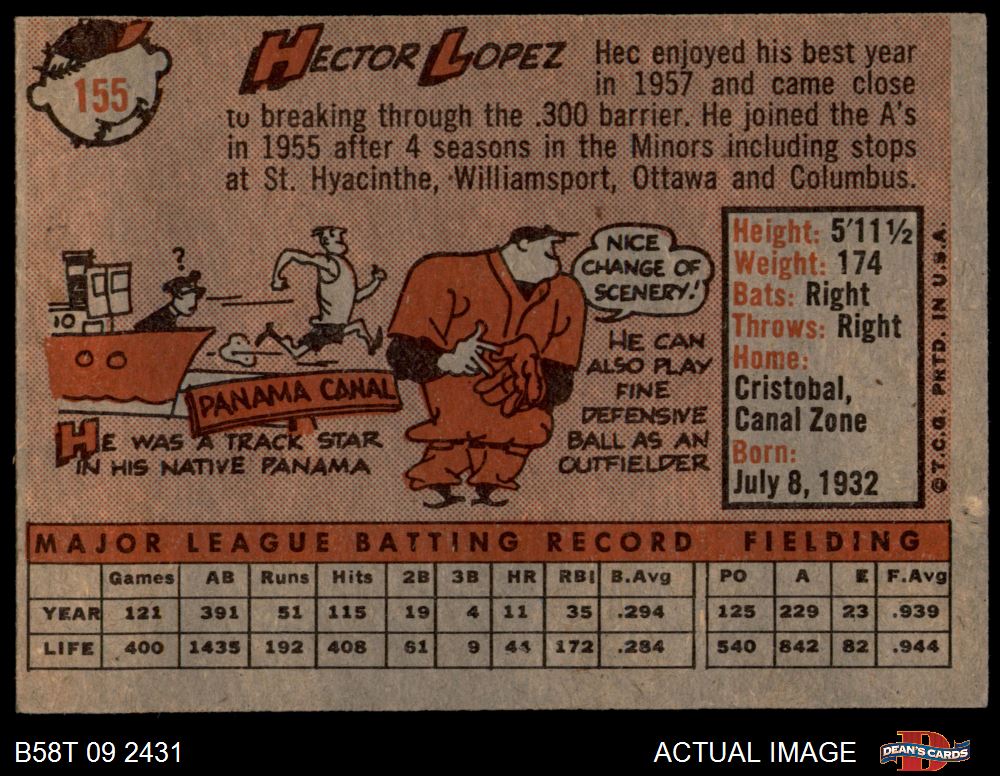 155
HECTOR LOPEZ
Hec enjoyed his best year
in 1957 and came close
to breaking through the .300 barrier. He joined the A's
in 1955 after 4 seasons in the Minors including stops
at St. Hyacinthe, Williamsport, Ottawa and Columbus.
?
10
PANAMA CANAL
HE WAS A TRACK STAR
IN HIS NATIVE PANAMA
NICE
CHANGE OF
SCENERY!
HE CAN
ALSO PLAY
FINE
DEFENSIVE
BALL AS AN
OUTFIELDER
Height: 5'11½
Weight: 174
Bats: Right
Throws: Right
Home:
Cristobal,
Canal Zone
Born:
July 8, 1932
©T.C.G. PRTD. IN U.S.A.
MAJOR LEAGUE BATTING RECORD FIELDING
Games AB Runs Hits 2B 3B HR RBI B.Avg PO A E F.Avg
YEAR 121 391 51 115 19 4 11 35 .294 125 229 23 .939
LIFE 400 1435 192 408 61 9 44 172 .284 540 842 82 .944
B58T 09 2431
ACTUAL IMAGE
D
DEAN'S CARDS